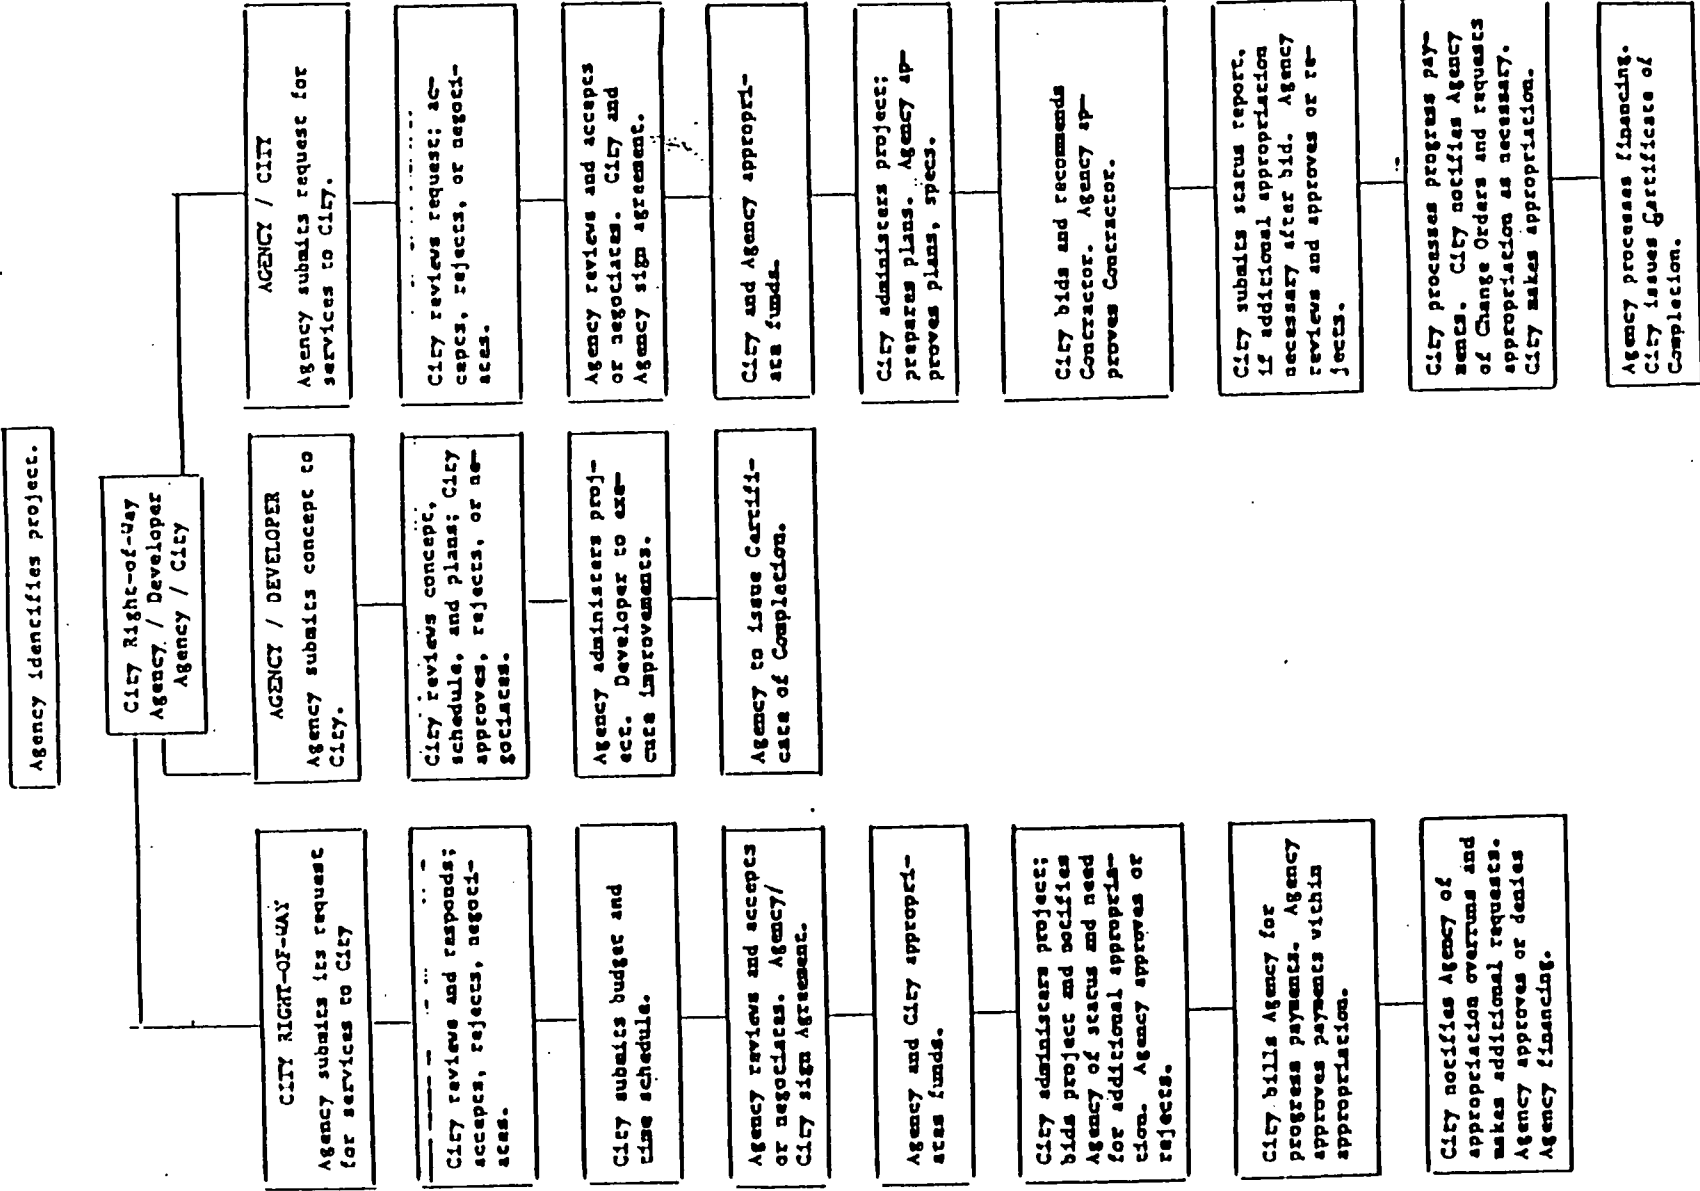 Agency identifies project.
City Right-of-Way
Agency / Developer
Agency / City
CITY RIGHT-OF-WAY
Agency submits its request
for services to City
City reviews and responds;
accepts, rejects, negoti-
ates.
City submits budget and
time schedule.
Agency reviews and accepts
or negotiates. Agency/
City sign Agreement.
Agency and City appropri-
ates funds.
City administers project;
bids project and notifies
Agency of status and need
for additional appropria-
tion. Agency approves or
rejects.
City bills Agency for
progress payments. Agency
approves payments within
appropriation.
City notifies Agency of
appropriation overruns and
makes additional requests.
Agency approves or denies
Agency financing.
AGENCY / DEVELOPER
Agency submits concept to
City.
City reviews concept,
schedule, and plans; City
approves, rejects, or ne-
gotiates.
Agency administers proj-
ect. Developer to exe-
cute improvements.
Agency to issue Certifi-
cate of Completion.
AGENCY / CITY
Agency submits request for
services to City.
City reviews request; ac-
cepts, rejects, or negoti-
ates.
Agency reviews and accepts
or negotiates. City and
Agency sign agreement.
City and Agency appropri-
ate funds.
City administers project;
prepares plans. Agency ap-
proves plans, specs.
City bids and recommends
Contractor. Agency ap-
proves Contractor.
City submits status report,
if additional appropriation
necessary after bid. Agency
reviews and approves or re-
jects.
City processes progress pay-
ments. City notifies Agency
of Change Orders and requests
appropriation as necessary.
City makes appropriation.
Agency processes financing.
City issues Certificate of
Completion.